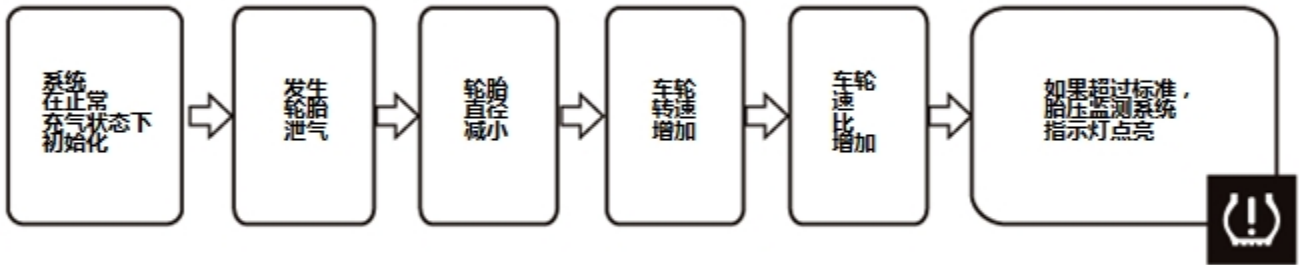 系统
在正常
充气状态下
初始化
发生
轮胎
泄气
轮胎
直径
减小
车轮
转速
增加
车轮
速
比
增加
如果超过标准，
胎压监测系统
指示灯点亮